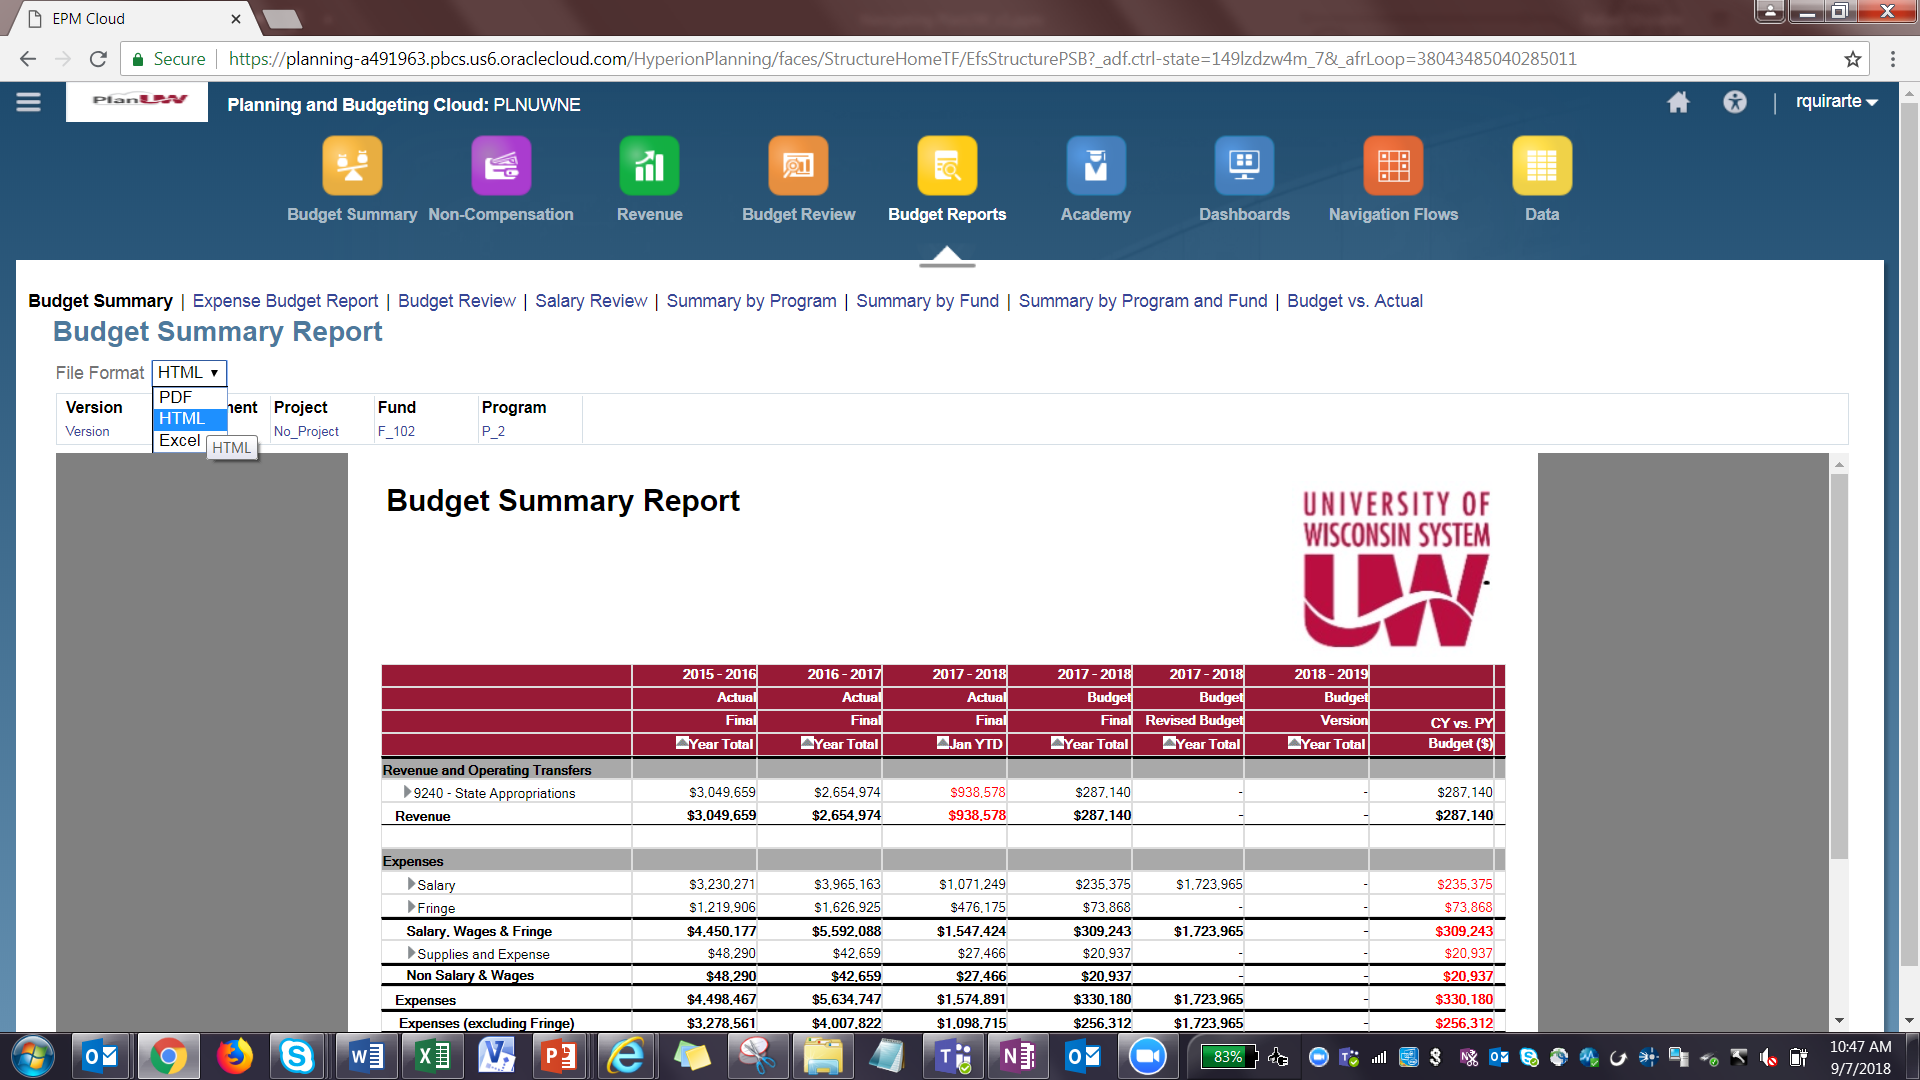 EPM Cloud
Secure https://planning-a491963.pbcs.us6.oraclecloud.com/HyperionPlanning/faces/StructureHomeTF/EfsStructurePSB?_adf.ctrl-state=149lzdzw4m_7&_afrLoop=38043485040285011
PlanUW Planning and Budgeting Cloud: PLNUWNE rquirarte
Budget Summary Non-Compensation Revenue Budget Review Budget Reports Academy Dashboards Navigation Flows Data
Budget Summary | Expense Budget Report | Budget Review | Salary Review | Summary by Program | Summary by Fund | Summary by Program and Fund | Budget vs. Actual
Budget Summary Report
File Format HTML
PDF
HTML
Excel
HTML
Version Project Fund Program
Version No_Project F_102 P_2
Budget Summary Report
UNIVERSITY OF
WISCONSIN SYSTEM
UW
2015 - 2016 2016 - 2017 2017 - 2018 2017 - 2018 2017 - 2018 2018 - 2019
Actual Actual Actual Budget Budget Budget
Final Final Final Final Revised Budget Version CY vs. PY
Year Total Year Total Jan YTD Year Total Year Total Year Total Budget ($)
Revenue and Operating Transfers
9240 - State Appropriations $3,049,659 $2,654,974 $938,578 $287,140 - - $287,140
Revenue $3,049,659 $2,654,974 $938,578 $287,140 - - $287,140
Expenses
Salary $3,230,271 $3,965,163 $1,071,249 $235,375 $1,723,965 - $235,375
Fringe $1,219,906 $1,626,925 $476,175 $73,868 - - $73,868
Salary, Wages & Fringe $4,450,177 $5,592,088 $1,547,424 $309,243 $1,723,965 - $309,243
Supplies and Expense $48,290 $42,659 $27,466 $20,937 - - $20,937
Non Salary & Wages $48,290 $42,659 $27,466 $20,937 - - $20,937
Expenses $4,498,467 $5,634,747 $1,574,891 $330,180 $1,723,965 - $330,180
Expenses (excluding Fringe) $3,278,561 $4,007,822 $1,098,715 $256,312 $1,723,965 - $256,312
83% 10:47 AM
9/7/2018